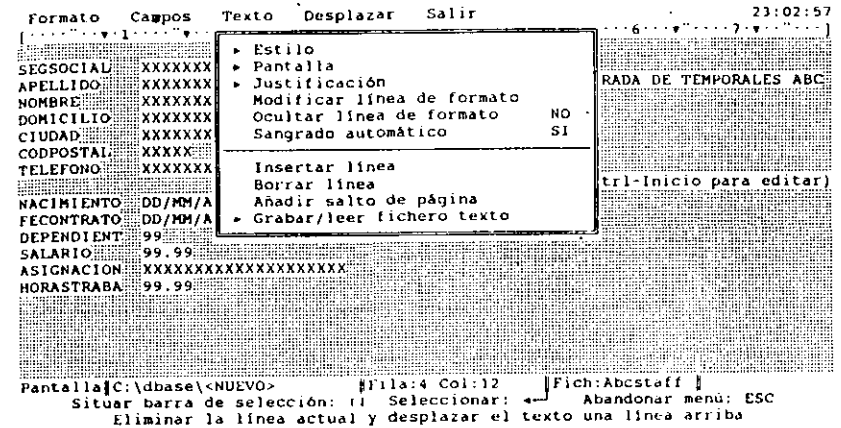 Formato Campos Texto Desplazar Salir 23:02:57
[·····▼·1·····▼·· ··6···▼·····7·▼·····]
► Estilo
SEGSOCIAL XXXXXXX ► Pantalla
APELLIDO XXXXXXX ► Justificación RADA DE TEMPORALES ABC
NOMBRE XXXXXXX Modificar línea de formato
DOMICILIO XXXXXXX Ocultar línea de formato NO
CIUDAD XXXXXXX Sangrado automático SI
CODPOSTAL XXXXX
TELEFONO XXXXXXX Insertar línea
Borrar línea trl-Inicio para editar)
NACIMIENTO DD/MM/A Añadir salto de página
FECONTRATO DD/MM/A ► Grabar/leer fichero texto
DEPENDIENT 99
SALARIO 99.99
ASIGNACION XXXXXXXXXXXXXXXXXXXX
HORASTRABA 99.99
Pantalla C:\dbase\<NUEVO> Fila:4 Col:12 Fich:Abcstaff
Situar barra de selección: Seleccionar: ↵ Abandonar menú: ESC
Eliminar la línea actual y desplazar el texto una línea arriba